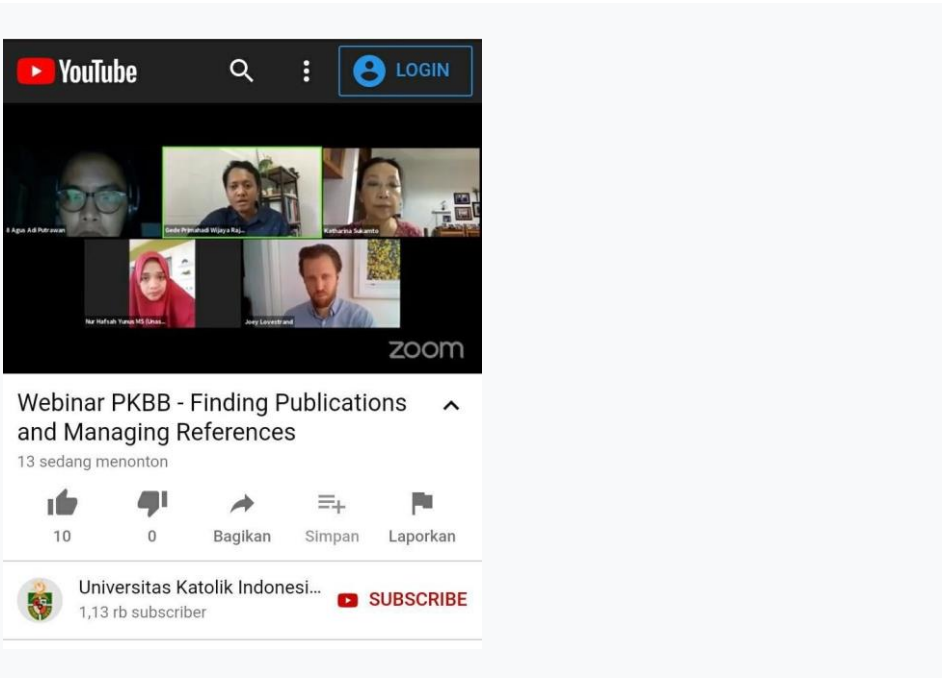 YouTube
LOGIN
8 Agus Adi Putrawan
Gede Primahadi Wijaya Raj...
Katharina Sukamto
Nur Hafsah Yunus MS (Unas...
Joey Lovestrand
zoom
Webinar PKBB - Finding Publications
and Managing References
13 sedang menonton
10
0
Bagikan
Simpan
Laporkan
Universitas Katolik Indonesi...
SUBSCRIBE
1,13 rb subscriber